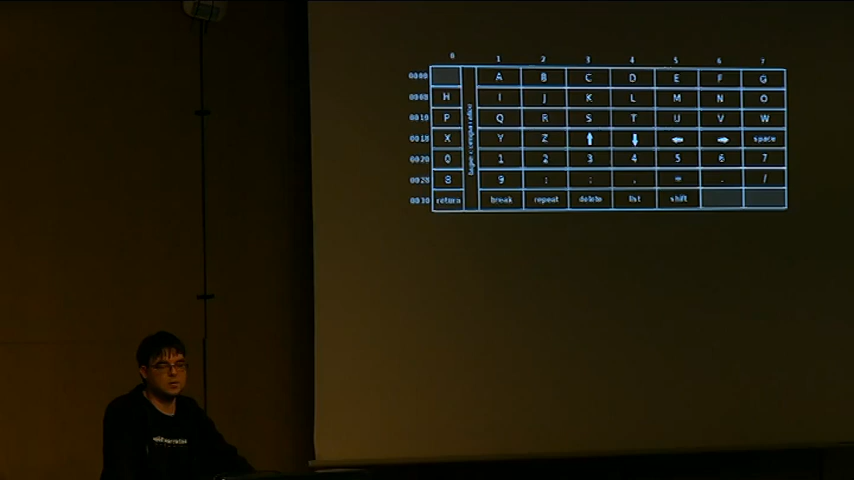 0 1 2 3 4 5 6 7
0000 A B C D E F G
0008 H I J K L M N O
0010 P Q R S T U V W
0018 X Y Z ⬆ ⬇ ⬅ ➡ space
0020 0 1 2 3 4 5 6 7
0028 8 9 : ; , = . /
0030 return break repeat delete list shift